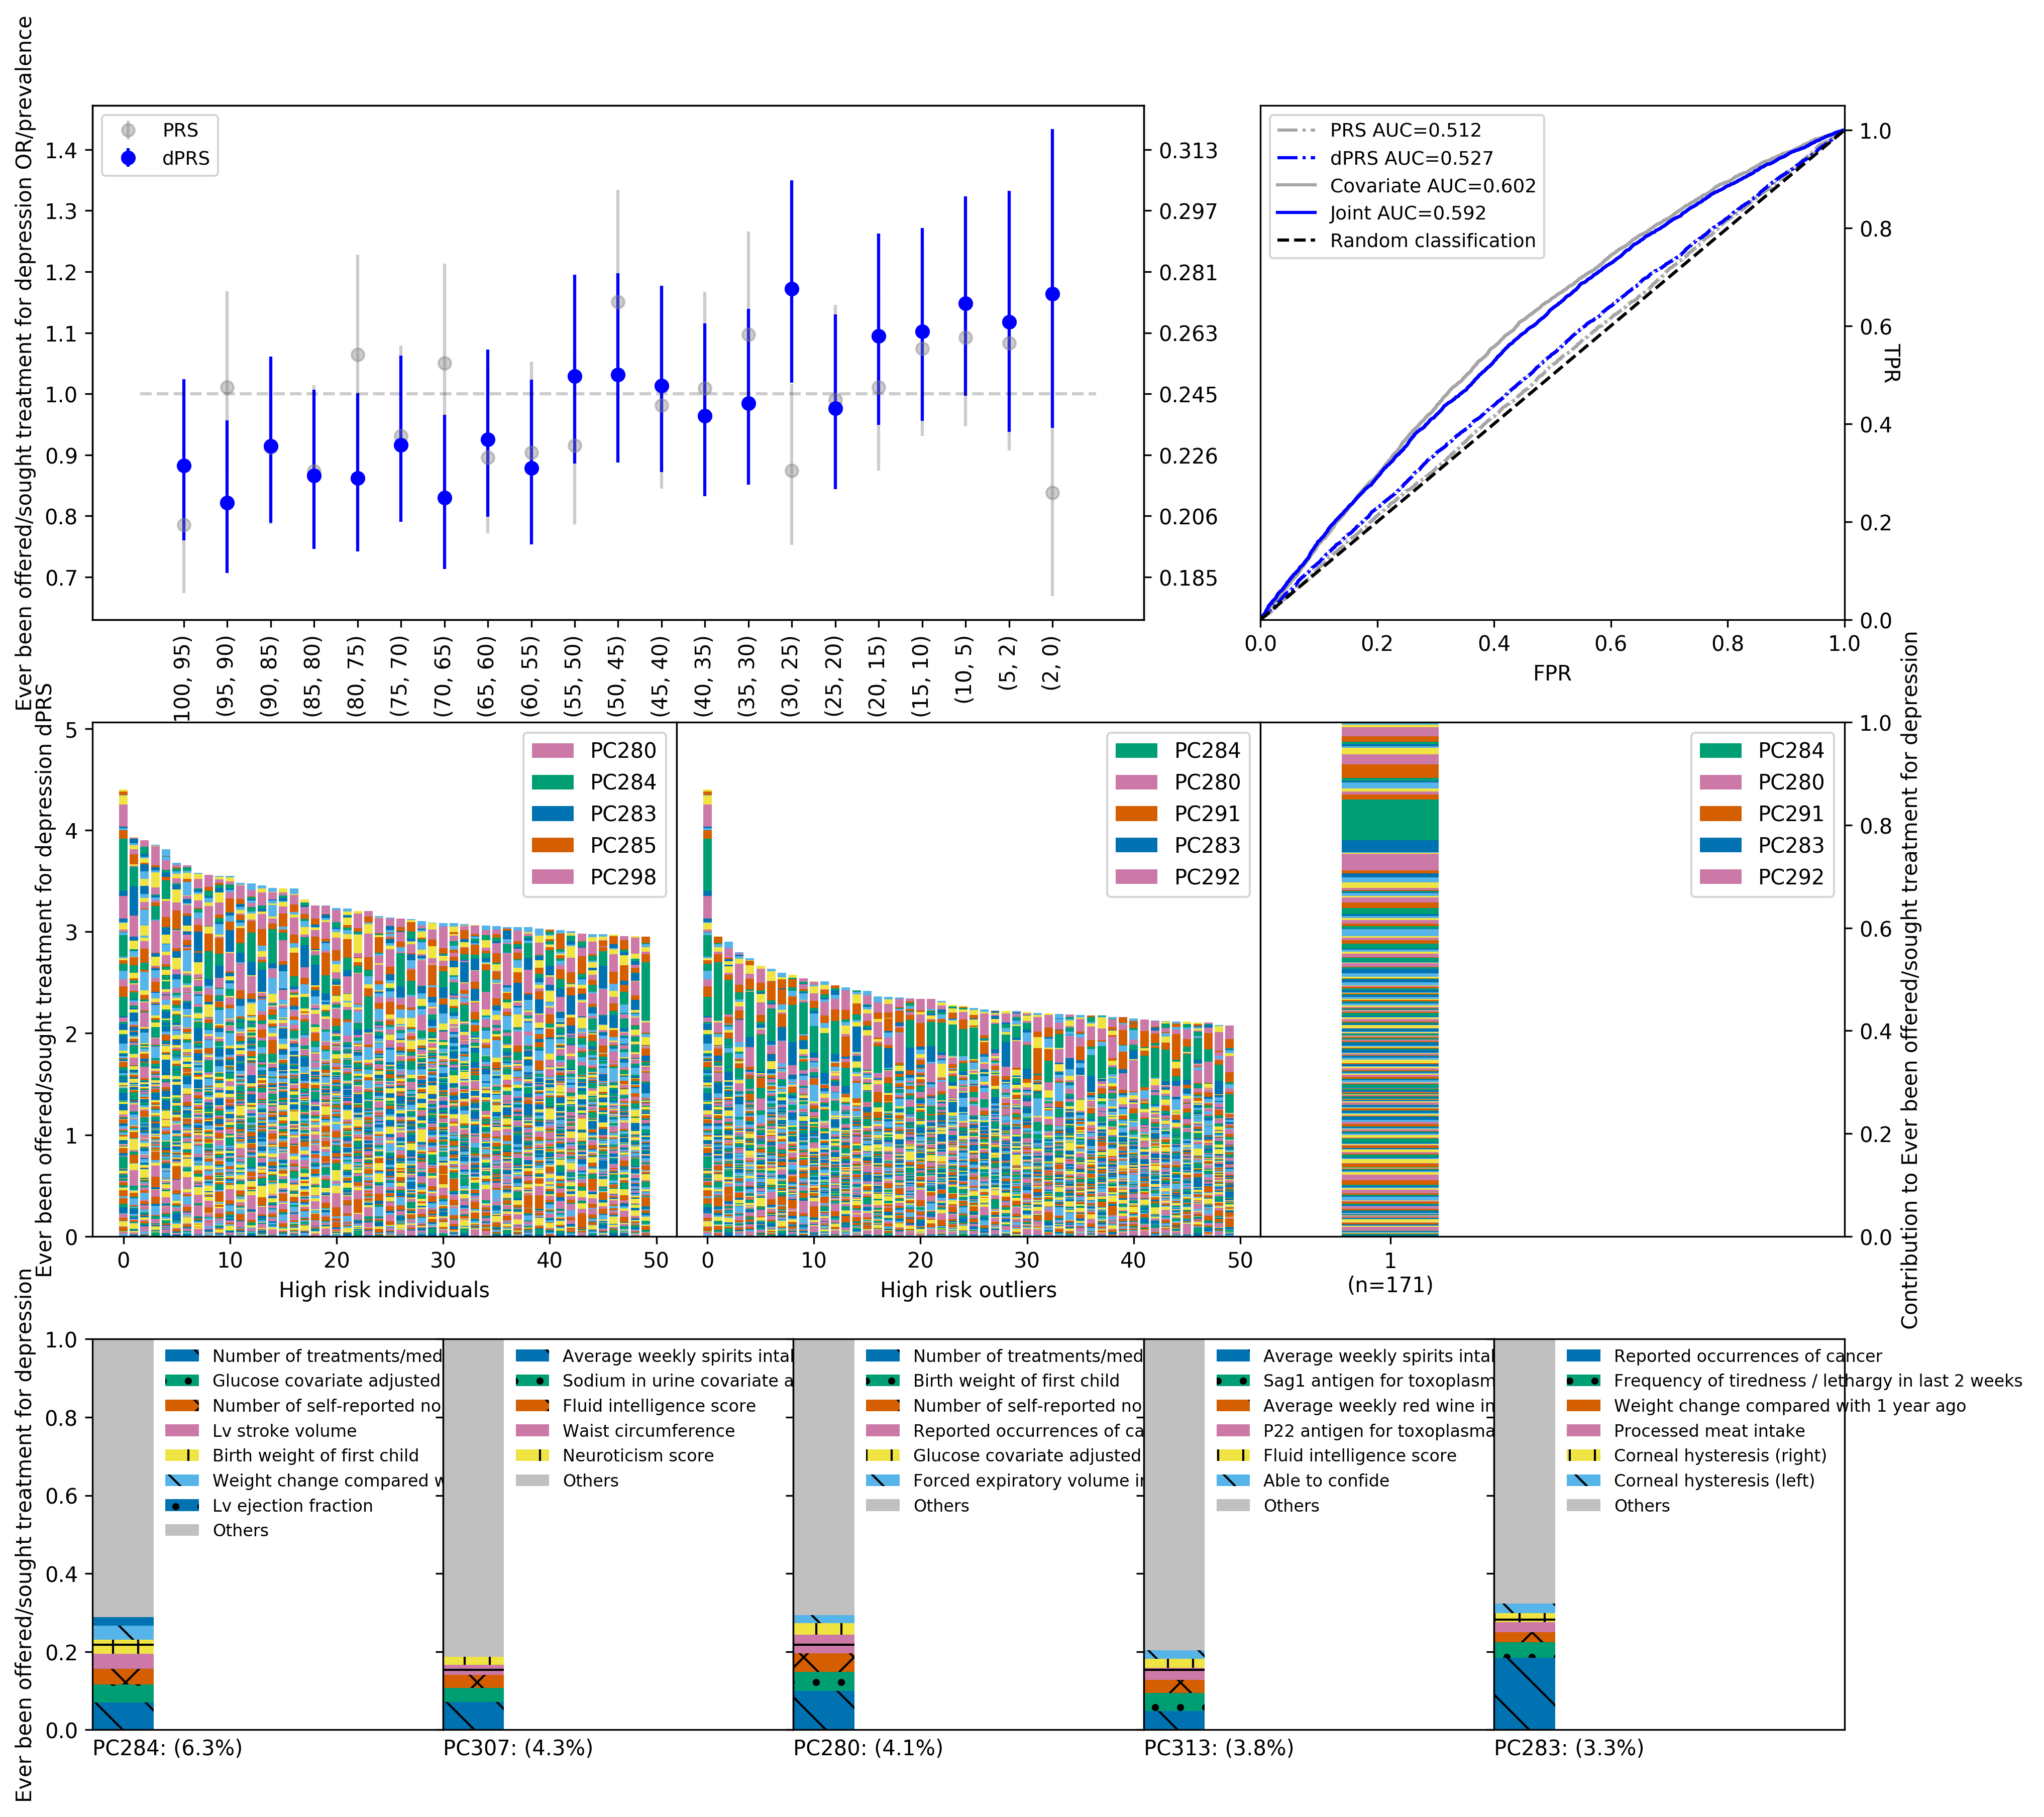 Ever been offered/sought treatment for depression OR/prevalence
PRS
dPRS
1.4
1.3
1.2
1.1
1.0
0.9
0.8
0.7
0.313
0.297
0.281
0.263
0.245
0.226
0.206
0.185
100, 95)
(95, 90)
(90, 85)
(85, 80)
(80, 75)
(75, 70)
(70, 65)
(65, 60)
(60, 55)
(55, 50)
(50, 45)
(45, 40)
(40, 35)
(35, 30)
(30, 25)
(25, 20)
(20, 15)
(15, 10)
(10, 5)
(5, 2)
(2, 0)
PRS AUC=0.512
dPRS AUC=0.527
Covariate AUC=0.602
Joint AUC=0.592
Random classification
1.0
0.8
0.6
0.4
0.2
0.0
TPR
0.0
0.2
0.4
0.6
0.8
1.0
FPR
Ever been offered/sought treatment for depression dPRS
5
4
3
2
1
0
PC280
PC284
PC283
PC285
PC298
0
10
20
30
40
50
High risk individuals
PC284
PC280
PC291
PC283
PC292
0
10
20
30
40
50
High risk outliers
PC284
PC280
PC291
PC283
PC292
1
(n=171)
1.0
0.8
0.6
0.4
0.2
0.0
Contribution to Ever been offered/sought treatment for depression
Ever been offered/sought treatment for depression
1.0
0.8
0.6
0.4
0.2
0.0
Number of treatments/med
Glucose covariate adjusted
Number of self-reported no
Lv stroke volume
Birth weight of first child
Weight change compared w
Lv ejection fraction
Others
PC284: (6.3%)
Average weekly spirits intal
Sodium in urine covariate a
Fluid intelligence score
Waist circumference
Neuroticism score
Others
PC307: (4.3%)
Number of treatments/med
Birth weight of first child
Number of self-reported no
Reported occurrences of ca
Glucose covariate adjusted
Forced expiratory volume in
Others
PC280: (4.1%)
Average weekly spirits intal
Sag1 antigen for toxoplasm
Average weekly red wine in
P22 antigen for toxoplasma
Fluid intelligence score
Able to confide
Others
PC313: (3.8%)
Reported occurrences of cancer
Frequency of tiredness / lethargy in last 2 weeks
Weight change compared with 1 year ago
Processed meat intake
Corneal hysteresis (right)
Corneal hysteresis (left)
Others
PC283: (3.3%)